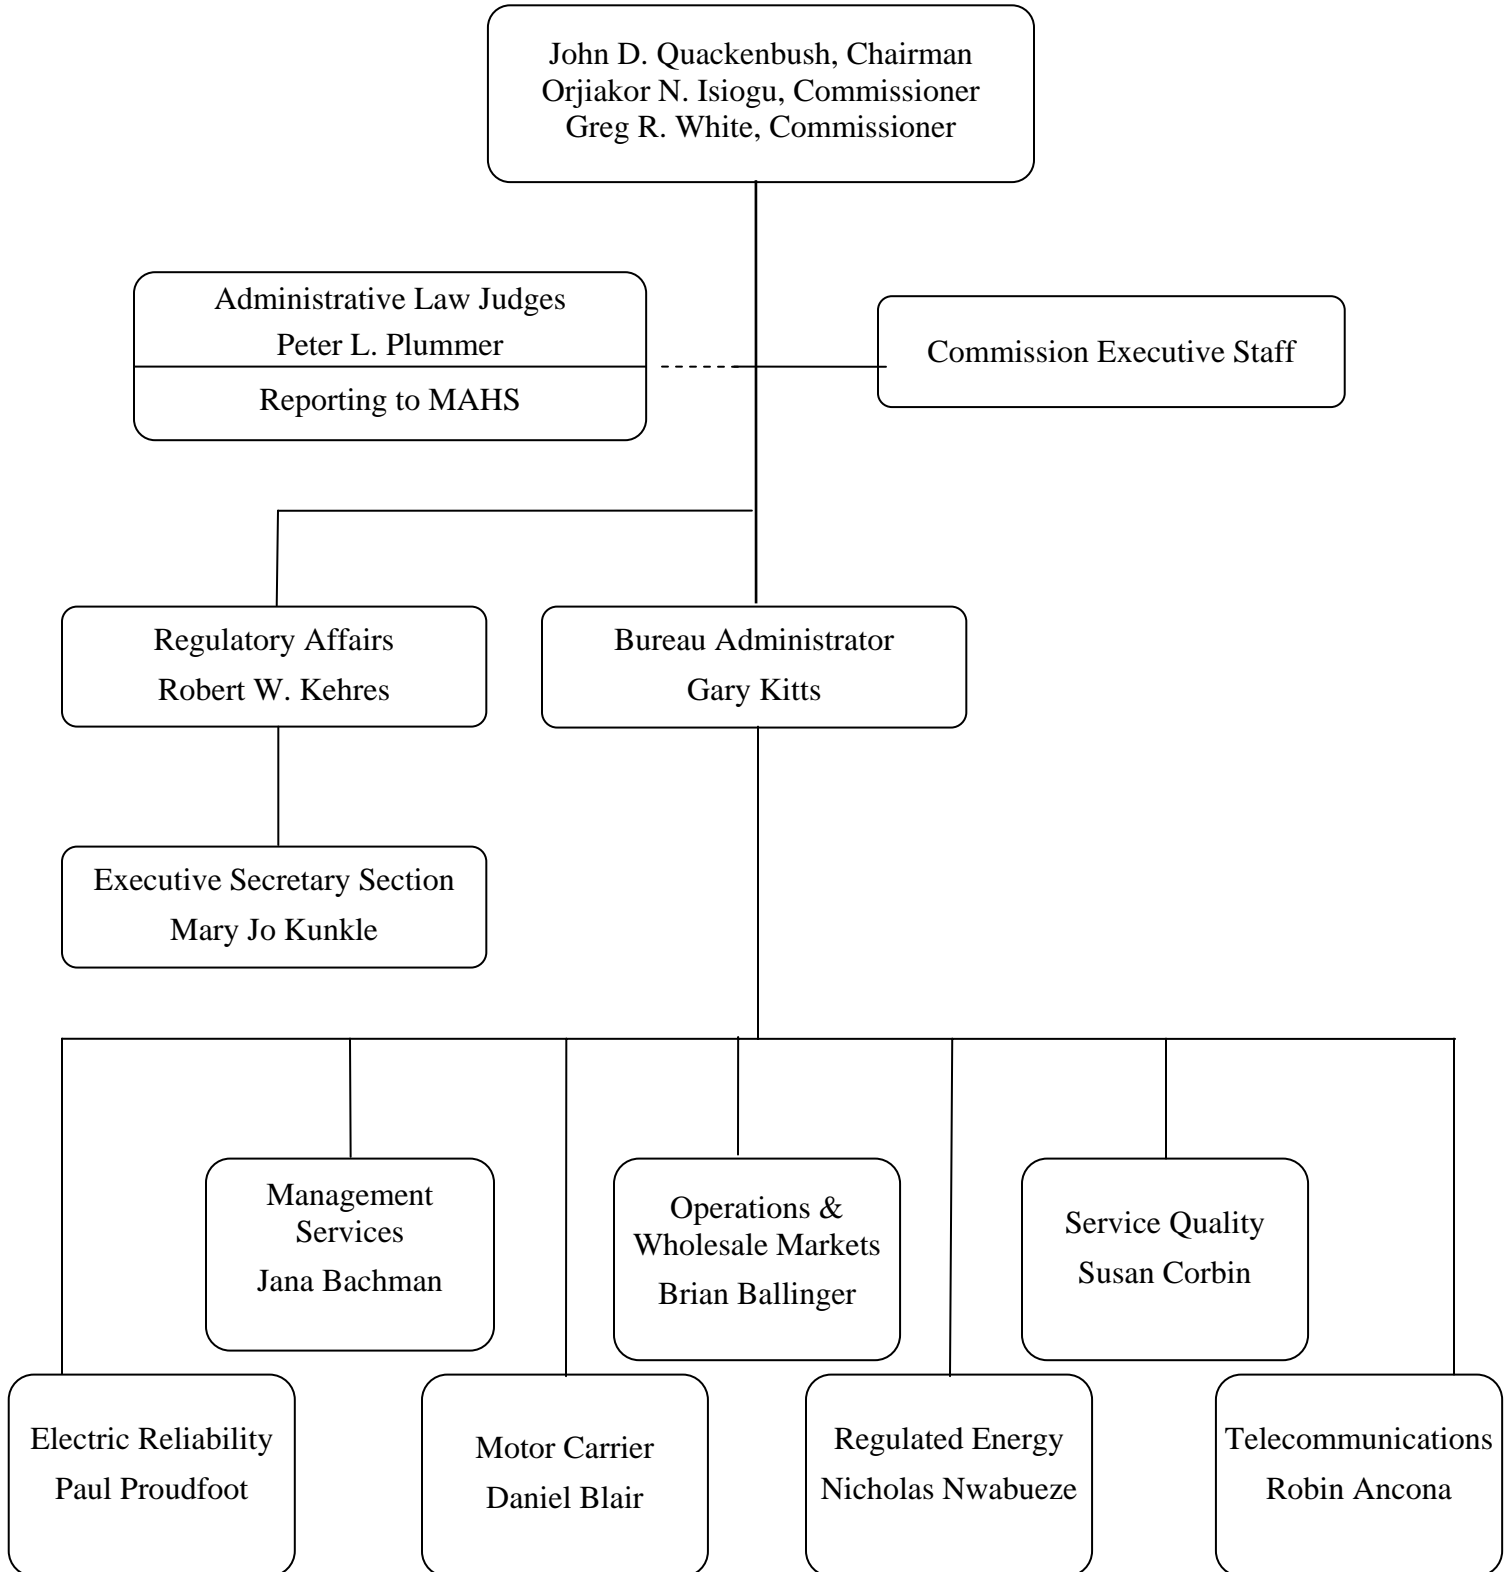 John D. Quackenbush, Chairman
Orjiakor N. Isiogu, Commissioner
Greg R. White, Commissioner
Administrative Law Judges
Peter L. Plummer
Reporting to MAHS
Commission Executive Staff
Regulatory Affairs
Robert W. Kehres
Bureau Administrator
Gary Kitts
Executive Secretary Section
Mary Jo Kunkle
Management
Services
Jana Bachman
Operations &
Wholesale Markets
Brian Ballinger
Service Quality
Susan Corbin
Electric Reliability
Paul Proudfoot
Motor Carrier
Daniel Blair
Regulated Energy
Nicholas Nwabueze
Telecommunications
Robin Ancona